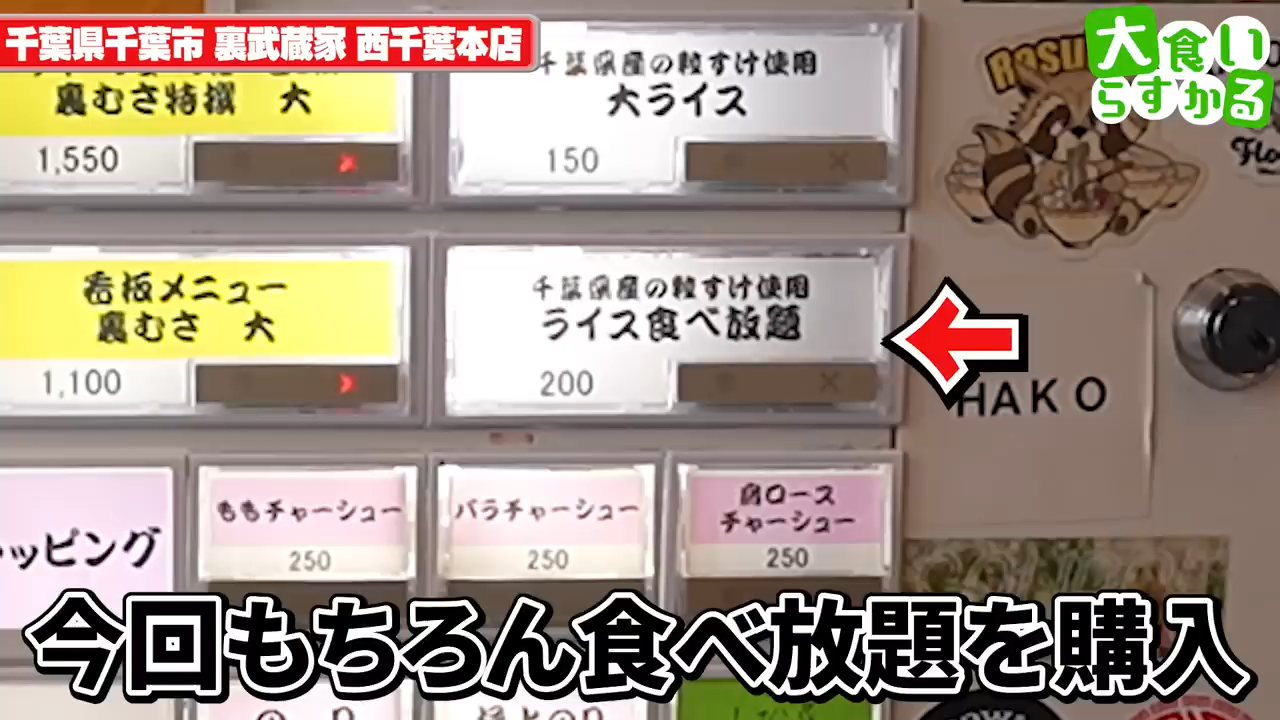 千葉県千葉市 裏武蔵家 西千葉本店
大食い
らすかる
裏むさ特撰 大
1,550
千葉県産の粒すけ使用
大ライス
150
看板メニュー
裏むさ 大
1,100
千葉県産の粒すけ使用
ライス食べ放題
200
HAKO
ッピング
ももチャーシュー
250
バラチャーシュー
250
肩ロース
チャーシュー
250
今回もちろん食べ放題を購入